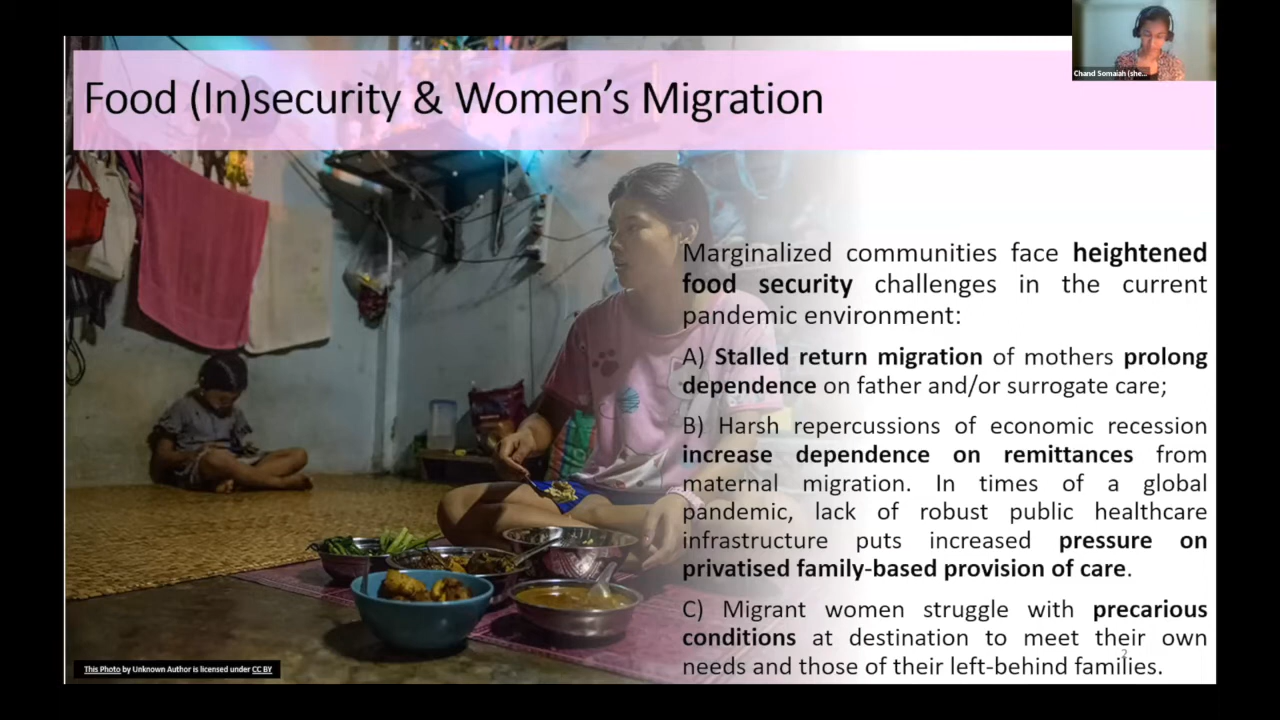 Chand Somaiah (she...
Food (In)security & Women's Migration
Marginalized communities face heightened
food security challenges in the current
pandemic environment:
A) Stalled return migration of mothers prolong
dependence on father and/or surrogate care;
B) Harsh repercussions of economic recession
increase dependence on remittances from
maternal migration. In times of a global
pandemic, lack of robust public healthcare
infrastructure puts increased pressure on
privatised family-based provision of care.
C) Migrant women struggle with precarious
conditions at destination to meet their own
needs and those of their left-behind families.
2
This Photo by Unknown Author is licensed under CC BY